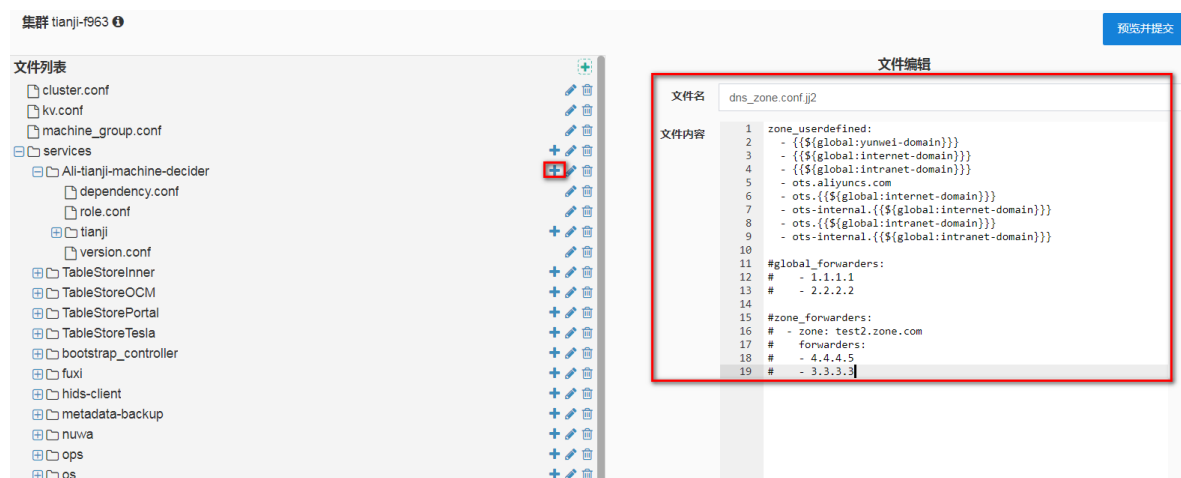 集群 tianji-f963
预览并提交
文件列表
cluster.conf
kv.conf
machine_group.conf
services
Ali-tianji-machine-decider
dependency.conf
role.conf
tianji
version.conf
TableStoreInner
TableStoreOCM
TableStorePortal
TableStoreTesla
bootstrap_controller
fuxi
hids-client
metadata-backup
nuwa
ops
os
文件编辑
文件名 dns_zone.conf.jj2
文件内容
1 zone_userdefined:
2 - {{${global:yunwei-domain}}}
3 - {{${global:internet-domain}}}
4 - {{${global:intranet-domain}}}
5 - ots.aliyuncs.com
6 - ots.{{${global:internet-domain}}}
7 - ots-internal.{{${global:internet-domain}}}
8 - ots.{{${global:intranet-domain}}}
9 - ots-internal.{{${global:intranet-domain}}}
10
11 #global_forwarders:
12 # - 1.1.1.1
13 # - 2.2.2.2
14
15 #zone_forwarders:
16 # - zone: test2.zone.com
17 # forwarders:
18 # - 4.4.4.5
19 # - 3.3.3.3